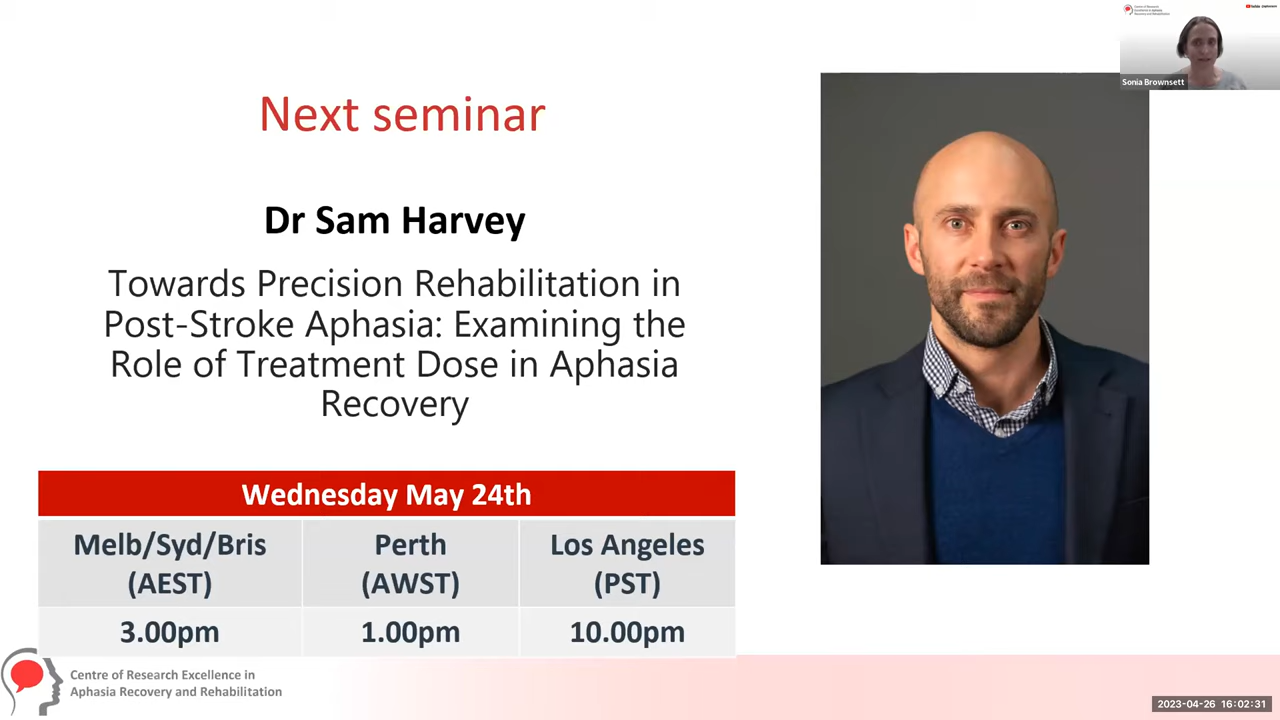 Next seminar
Dr Sam Harvey
Towards Precision Rehabilitation in
Post-Stroke Aphasia: Examining the
Role of Treatment Dose in Aphasia
Recovery
Wednesday May 24th
Melb/Syd/Bris
(AEST)
Perth
(AWST)
Los Angeles
(PST)
3.00pm
1.00pm
10.00pm
Centre of Research Excellence in
Aphasia Recovery and Rehabilitation
Sonia Brownsett
2023-04-26 16:02:31